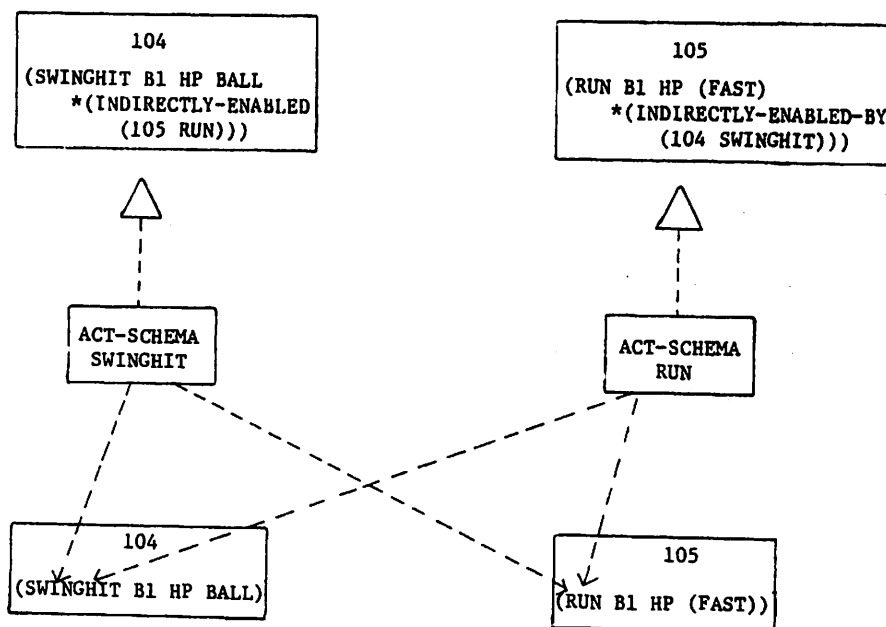 104
(SWINGHIT B1 HP BALL
*(INDIRECTLY-ENABLED
(105 RUN)))
105
(RUN B1 HP (FAST)
*(INDIRECTLY-ENABLED-BY
(104 SWINGHIT)))
ACT-SCHEMA
SWINGHIT
ACT-SCHEMA
RUN
104
(SWINGHIT B1 HP BALL)
105
(RUN B1 HP (FAST))